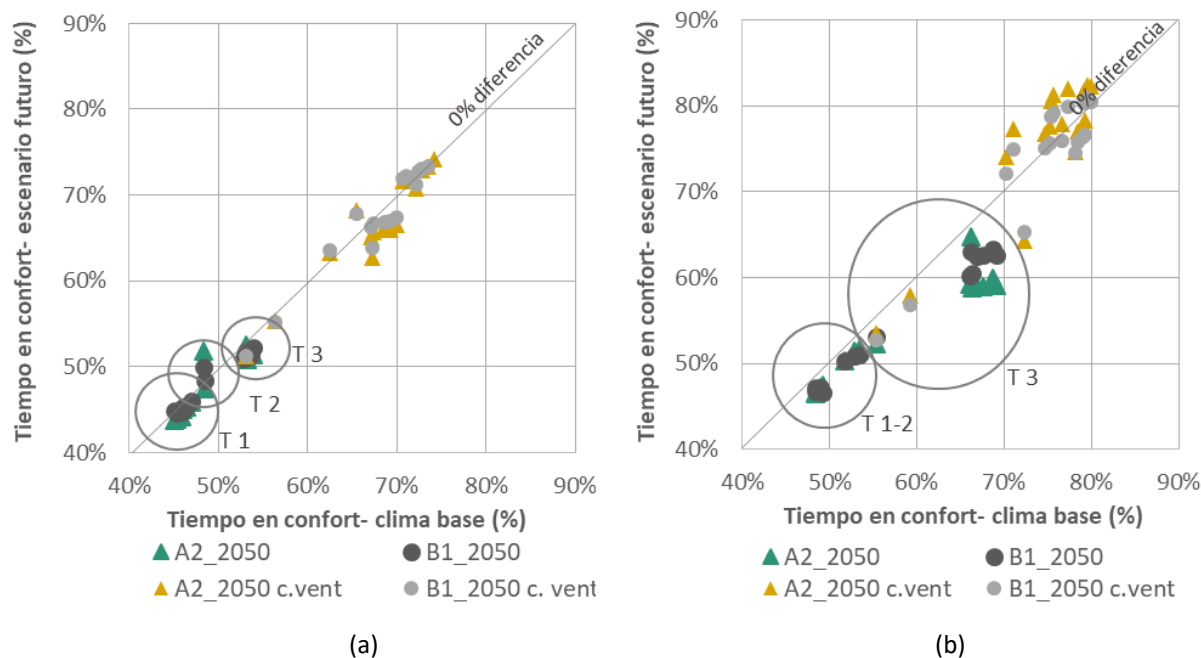 Tiempo en confort- escenario futuro (%)
90%
80%
70%
60%
50%
40%
0% diferencia
T 3
T 2
T 1
40% 50% 60% 70% 80% 90%
Tiempo en confort- clima base (%)
A2_2050 B1_2050
A2_2050 c.vent B1_2050 c. vent
(a)
Tiempo en confort- escenario futuro (%)
90%
80%
70%
60%
50%
40%
0% diferencia
T 3
T 1-2
40% 50% 60% 70% 80% 90%
Tiempo en confort- clima base (%)
A2_2050 B1_2050
A2_2050 c.vent B1_2050 c. vent
(b)